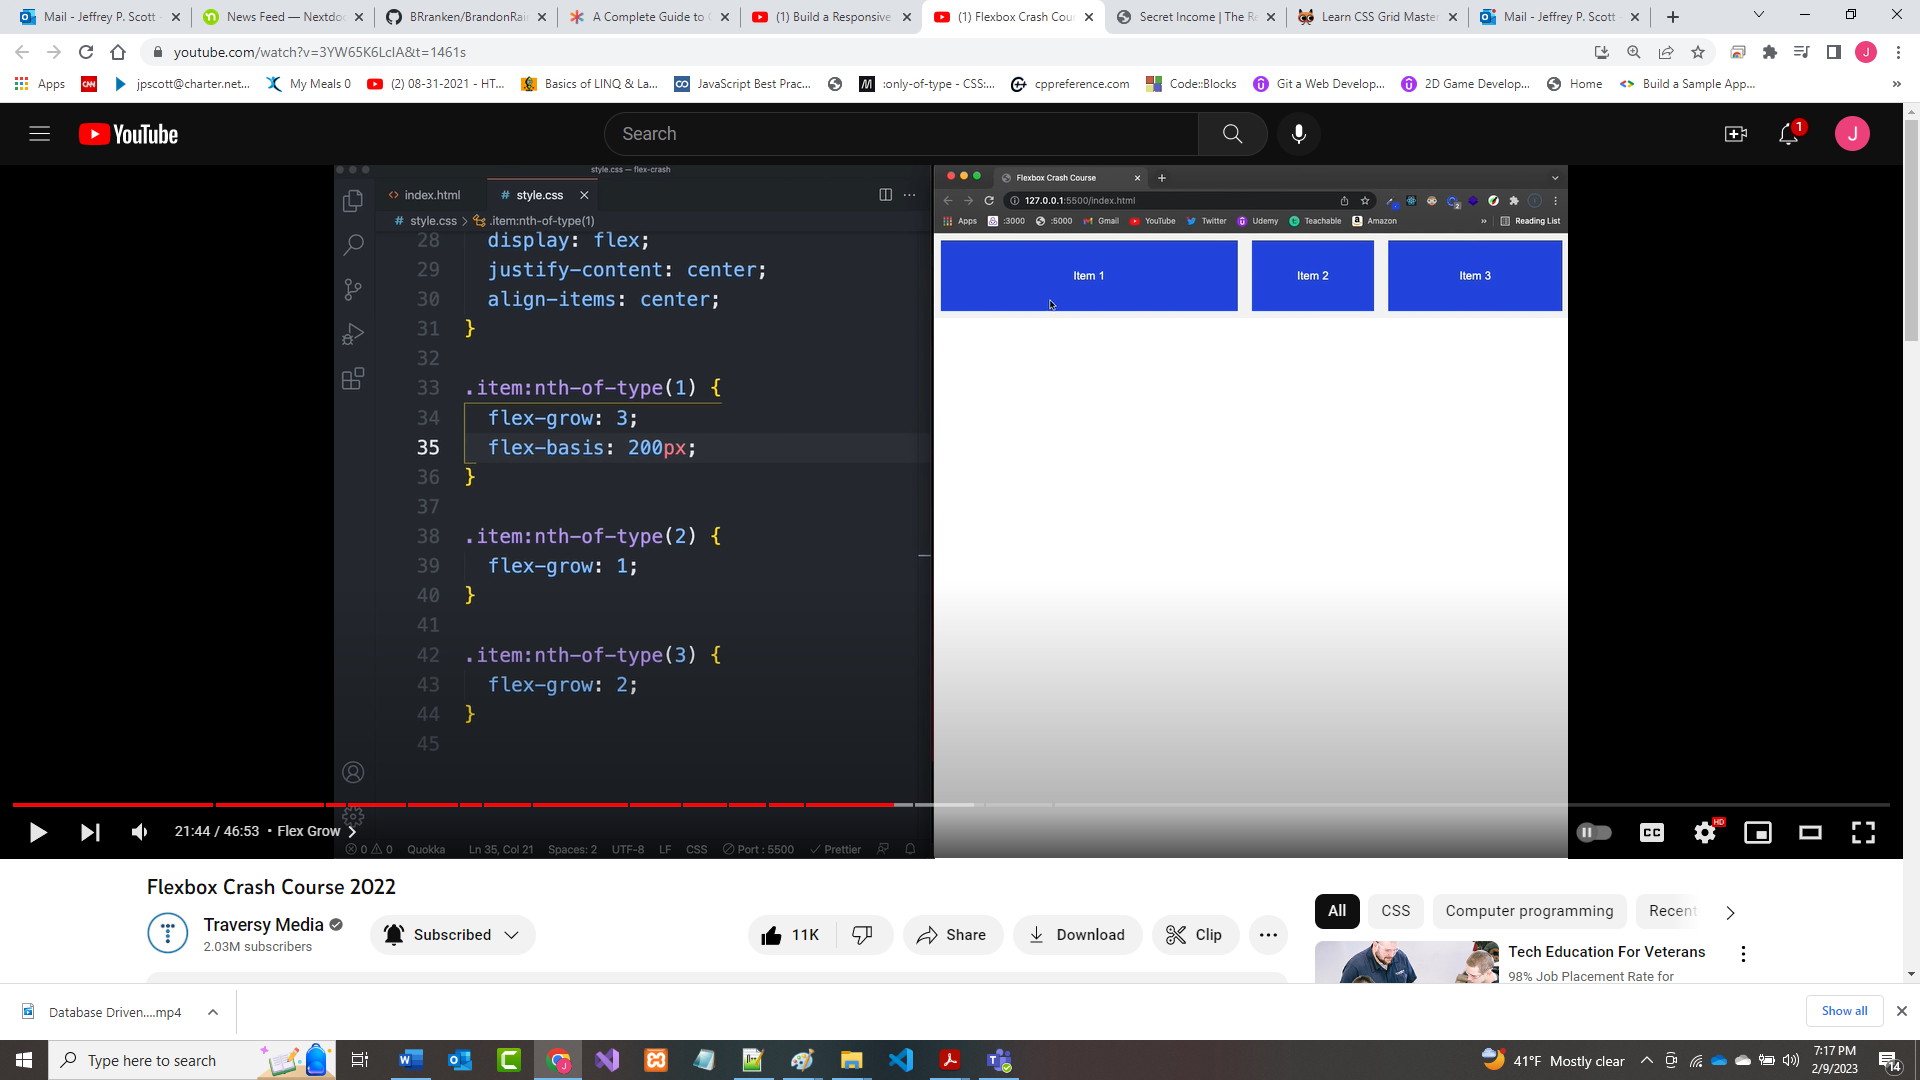 Mail - Jeffrey P. Scott
News Feed — Nextdo
BRranken/BrandonRai
A Complete Guide to
(1) Build a Responsive
(1) Flexbox Crash Cou
Secret Income | The R
Learn CSS Grid Master
Mail - Jeffrey P. Scott
youtube.com/watch?v=3YW65K6LcIA&t=1461s
J
Apps
CNN
jpscott@charter.net...
My Meals 0
(2) 08-31-2021 - HT...
Basics of LINQ & La...
JavaScript Best Prac...
:only-of-type - CSS:...
cppreference.com
Code::Blocks
Git a Web Develop...
2D Game Develop...
Home
Build a Sample App...
YouTube
Search
1
J
style.css — flex-crash
index.html
# style.css
# style.css > .item:nth-of-type(1)
28 display: flex;
29 justify-content: center;
30 align-items: center;
31 }
32
33 .item:nth-of-type(1) {
34 flex-grow: 3;
35 flex-basis: 200px;
36 }
37
38 .item:nth-of-type(2) {
39 flex-grow: 1;
40 }
41
42 .item:nth-of-type(3) {
43 flex-grow: 2;
44 }
45
Flexbox Crash Course
127.0.0.1:5500/index.html
Apps :3000 :5000 Gmail YouTube Twitter Udemy Teachable Amazon » Reading List
Item 1
Item 2
Item 3
21:44 / 46:53 • Flex Grow
CC
HD
0 0 Quokka Ln 35, Col 21 Spaces: 2 UTF-8 LF CSS Port : 5500 Prettier
Flexbox Crash Course 2022
Traversy Media
2.03M subscribers
Subscribed
11K
Share
Download
Clip
All
CSS
Computer programming
Recent
Tech Education For Veterans
98% Job Placement Rate for
Database Driven....mp4
Show all
Type here to search
41°F Mostly clear
7:17 PM
2/9/2023
14